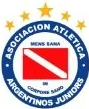 ASOCIACION ATLETICA
MENS SANA
IN
CORPORE SANO
ARGENTINOS JUNIORS